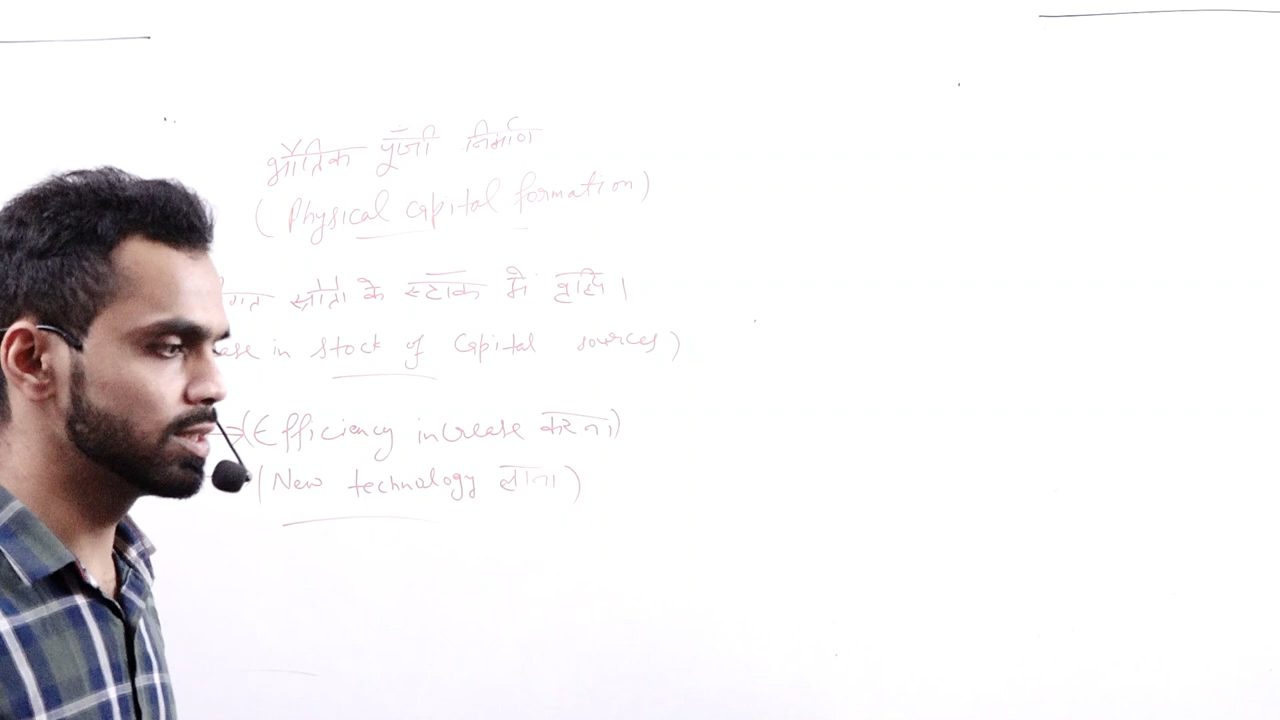 भौतिक पूँजी निर्माण
(Physical capital formation)
गत स्त्रोतों के स्टॉक में वृद्धि।
ase in stock of Capital sources)
→(Efficiency increase करना)
(New technology लाना)